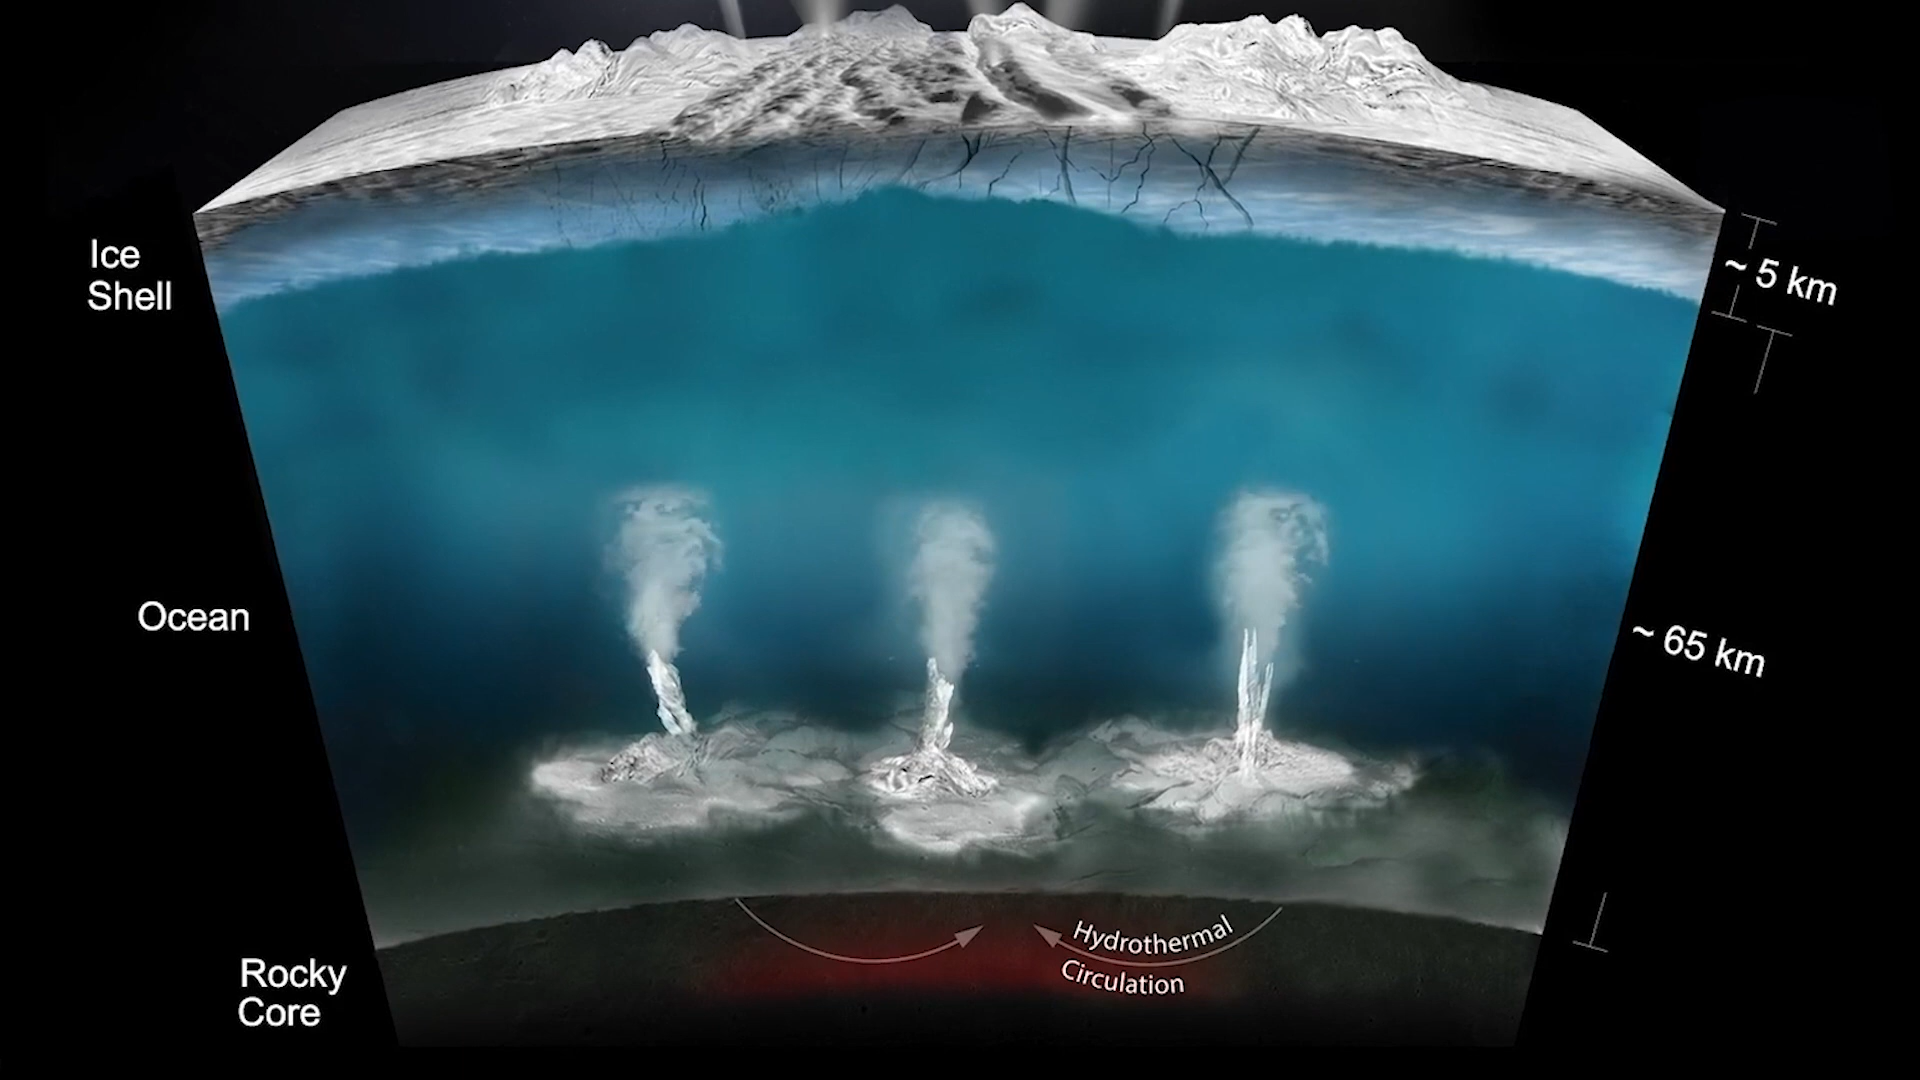 Ice
Shell
~ 5 km
Ocean
~ 65 km
Hydrothermal
Circulation
Rocky
Core